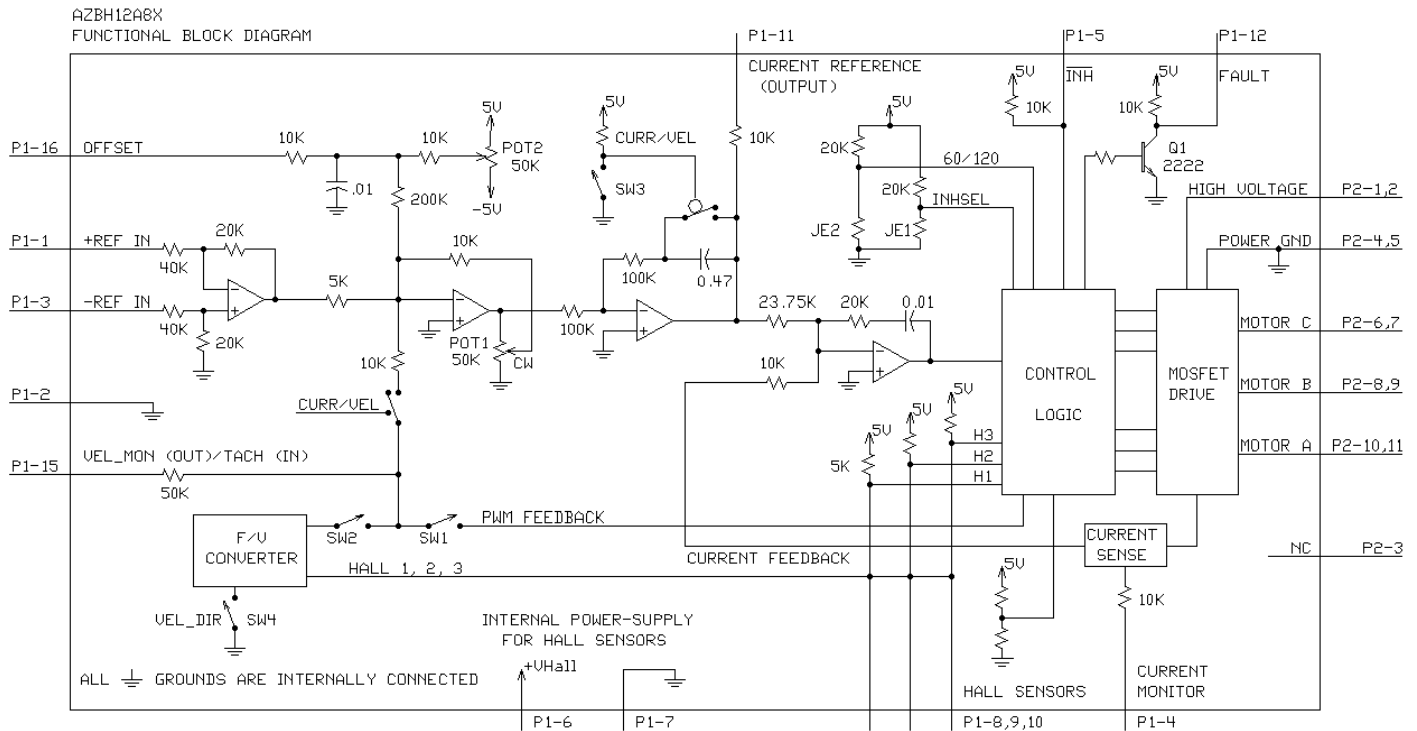 AZBH12A8X
FUNCTIONAL BLOCK DIAGRAM
P1-11
P1-5
P1-12
CURRENT REFERENCE
(OUTPUT)
5V
INH
10K
5V
10K
FAULT
5V
CURR/VEL
SW3
10K
5V
20K
60/120
20K
INHSEL
JE2
JE1
Q1
2222
P1-16
OFFSET
10K
10K
5V
POT2
50K
-5V
.01
200K
HIGH VOLTAGE
P2-1,2
P1-1
+REF IN
40K
20K
10K
100K
0.47
POWER GND
P2-4,5
P1-3
-REF IN
40K
20K
5K
POT1
50K
CW
100K
23.75K
20K
0.01
10K
MOTOR C
P2-6,7
CONTROL
LOGIC
MOSFET
DRIVE
MOTOR B
P2-8,9
10K
P1-2
CURR/VEL
5V
5V
5V
5K
H3
H2
H1
MOTOR A
P2-10,11
P1-15
VEL_MON (OUT)/TACH (IN)
50K
F/V
CONVERTER
SW2
SW1
PWM FEEDBACK
CURRENT FEEDBACK
CURRENT
SENSE
NC
P2-3
HALL 1, 2, 3
5V
10K
VEL_DIR
SW4
INTERNAL POWER-SUPPLY
FOR HALL SENSORS
+VHall
ALL GROUNDS ARE INTERNALLY CONNECTED
HALL SENSORS
CURRENT
MONITOR
P1-6
P1-7
P1-8,9,10
P1-4